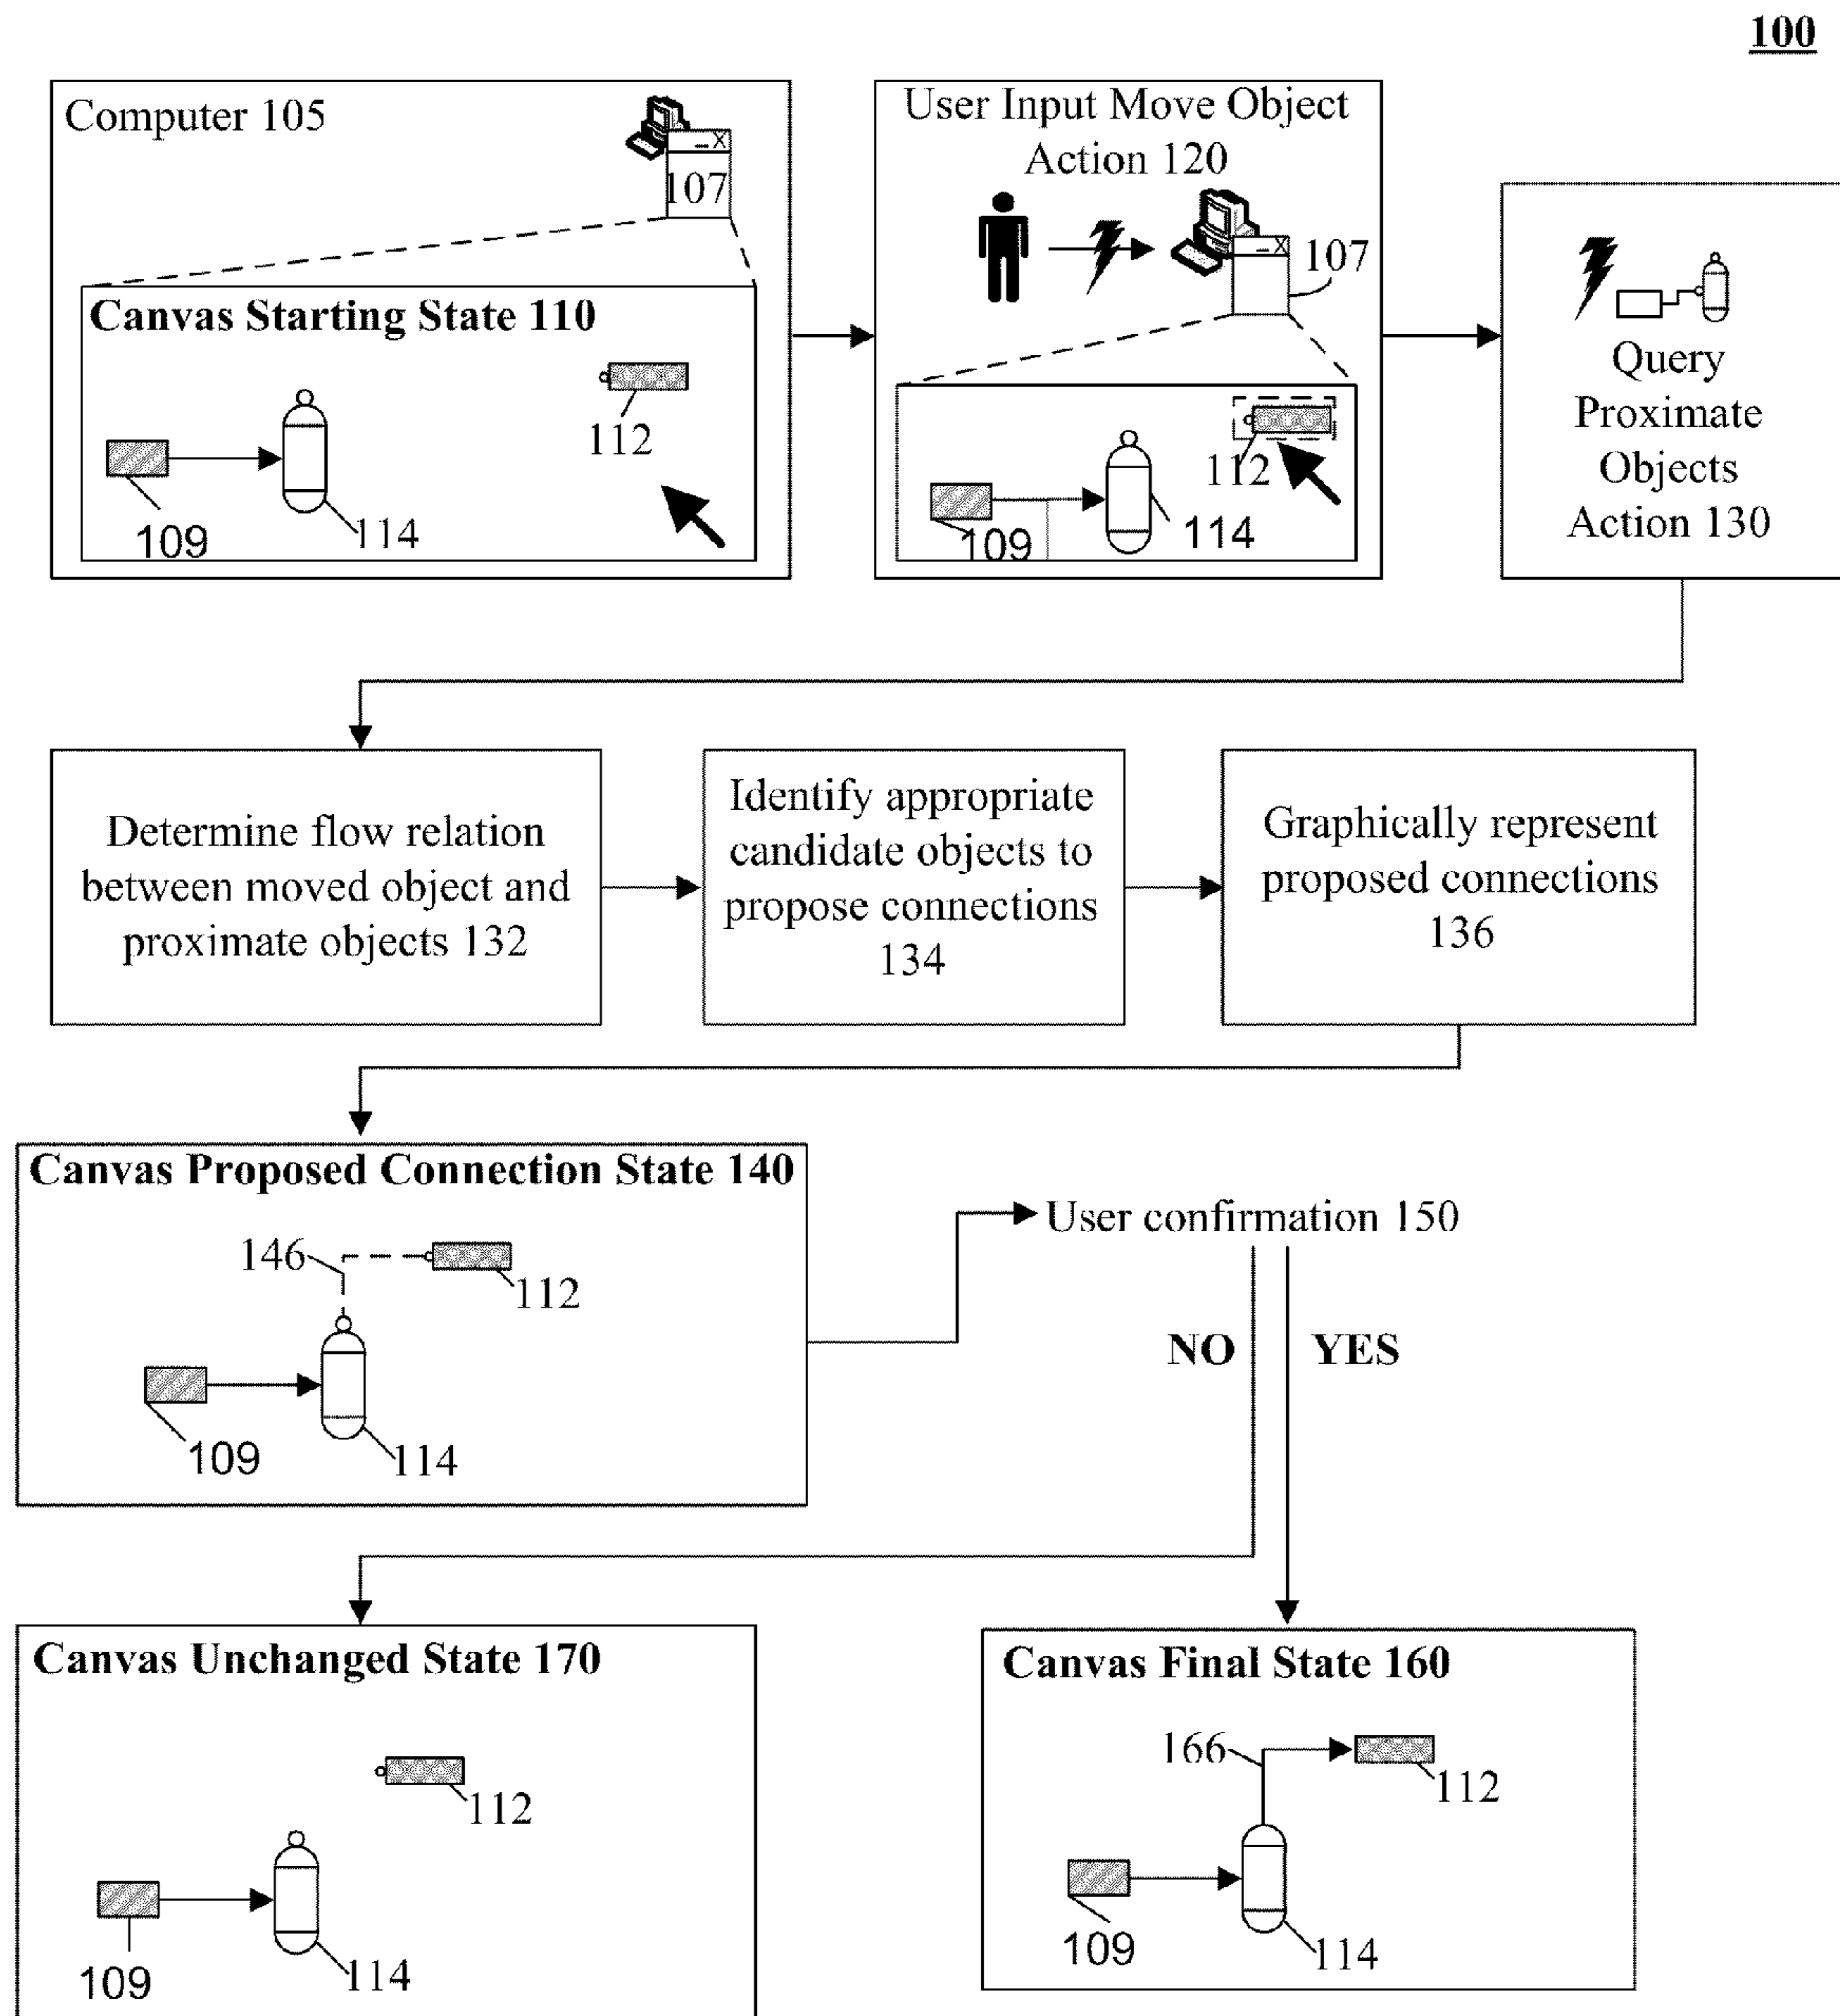 100
Computer 105
_ X
107
Canvas Starting State 110
112
109
114
User Input Move Object
Action 120
_ X
107
112
109
114
Query
Proximate
Objects
Action 130
Determine flow relation
between moved object and
proximate objects 132
Identify appropriate
candidate objects to
propose connections
134
Graphically represent
proposed connections
136
Canvas Proposed Connection State 140
146
112
109
114
User confirmation 150
NO
YES
Canvas Unchanged State 170
112
109
114
Canvas Final State 160
166
112
109
114